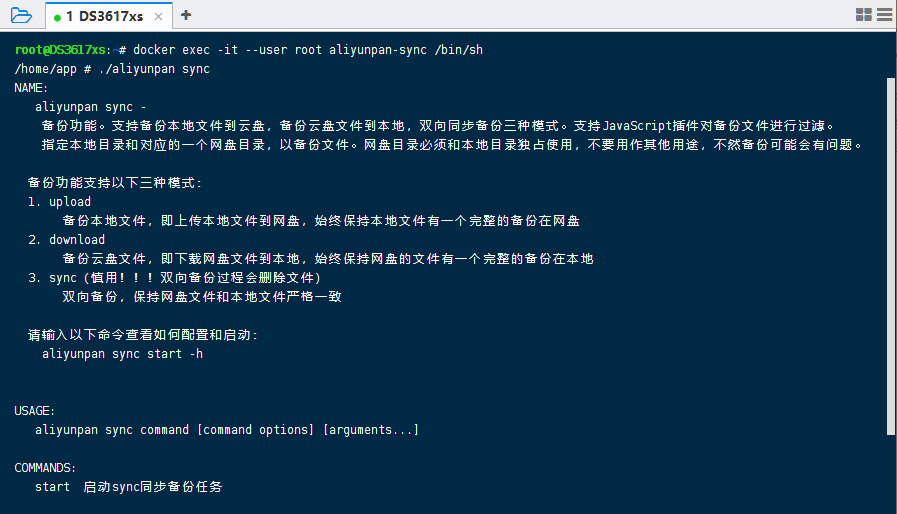 1 DS3617xs × +
root@DS3617xs:~# docker exec -it --user root aliyunpan-sync /bin/sh
/home/app # ./aliyunpan sync
NAME:
aliyunpan sync -
备份功能。支持备份本地文件到云盘，备份云盘文件到本地，双向同步备份三种模式。支持JavaScript插件对备份文件进行过滤。
指定本地目录和对应的一个网盘目录，以备份文件。网盘目录必须和本地目录独占使用，不要用作其他用途，不然备份可能会有问题。
备份功能支持以下三种模式：
1. upload
备份本地文件，即上传本地文件到网盘，始终保持本地文件有一个完整的备份在网盘
2. download
备份云盘文件，即下载网盘文件到本地，始终保持网盘的文件有一个完整的备份在本地
3. sync（慎用！！！双向备份过程会删除文件）
双向备份，保持网盘文件和本地文件严格一致
请输入以下命令查看如何配置和启动：
aliyunpan sync start -h
USAGE:
aliyunpan sync command [command options] [arguments...]
COMMANDS:
start 启动sync同步备份任务